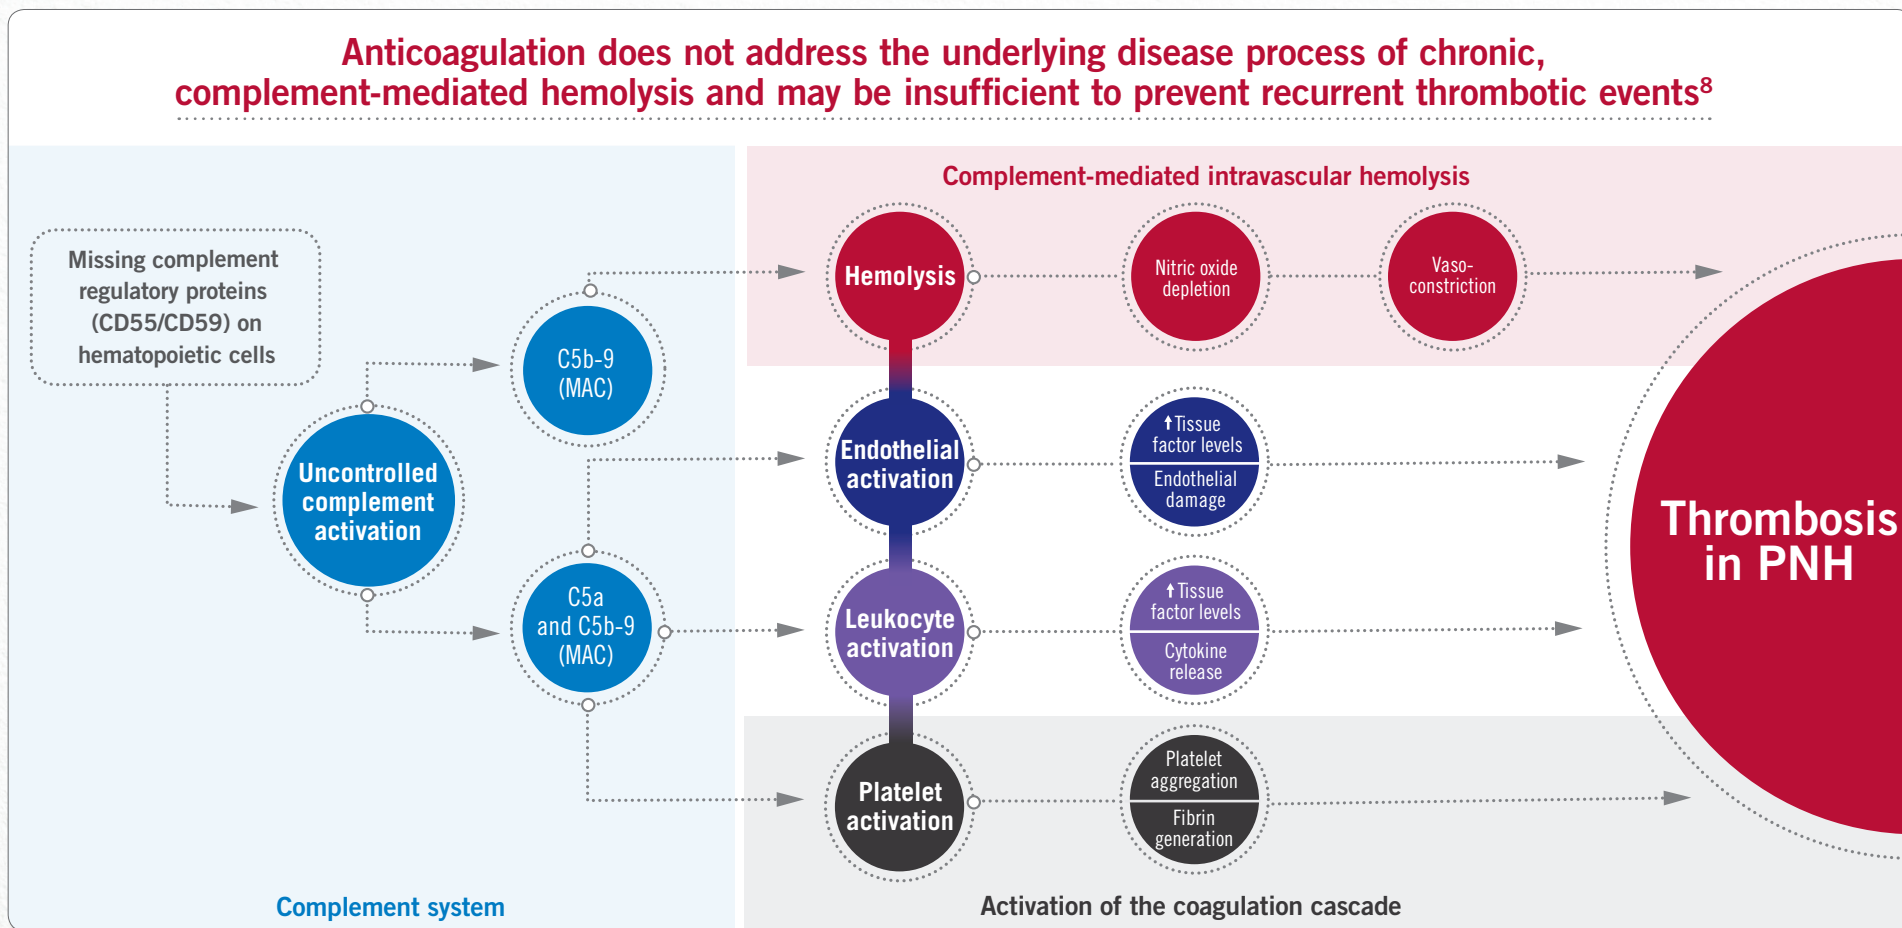 Anticoagulation does not address the underlying disease process of chronic,
complement-mediated hemolysis and may be insufficient to prevent recurrent thrombotic events⁸
Missing complement
regulatory proteins
(CD55/CD59) on
hematopoietic cells
Uncontrolled
complement
activation
C5b-9
(MAC)
C5a
and C5b-9
(MAC)
Complement system
Complement-mediated intravascular hemolysis
Hemolysis
Nitric oxide
depletion
Vaso-
constriction
Endothelial
activation
↑Tissue
factor levels
Endothelial
damage
Leukocyte
activation
↑Tissue
factor levels
Cytokine
release
Platelet
activation
Platelet
aggregation
Fibrin
generation
Activation of the coagulation cascade
Thrombosis
in PNH